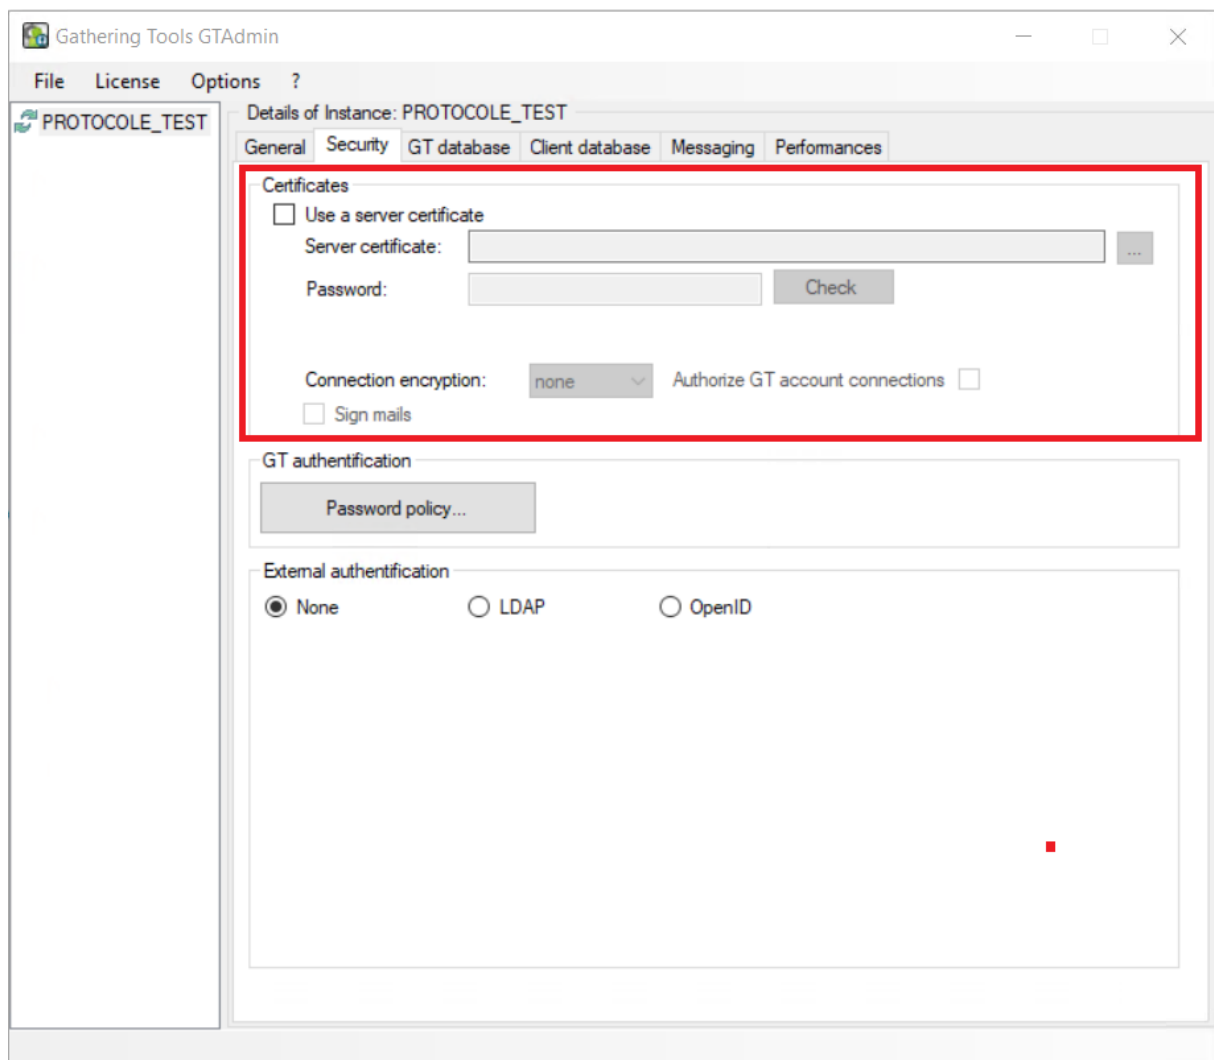 Gathering Tools GTAdmin
File License Options ?
PROTOCOLE_TEST
Details of Instance: PROTOCOLE_TEST
General Security GT database Client database Messaging Performances
Certificates
Use a server certificate
Server certificate: ...
Password: Check
Connection encryption: none Authorize GT account connections
Sign mails
GT authentification
Password policy...
External authentification
None LDAP OpenID